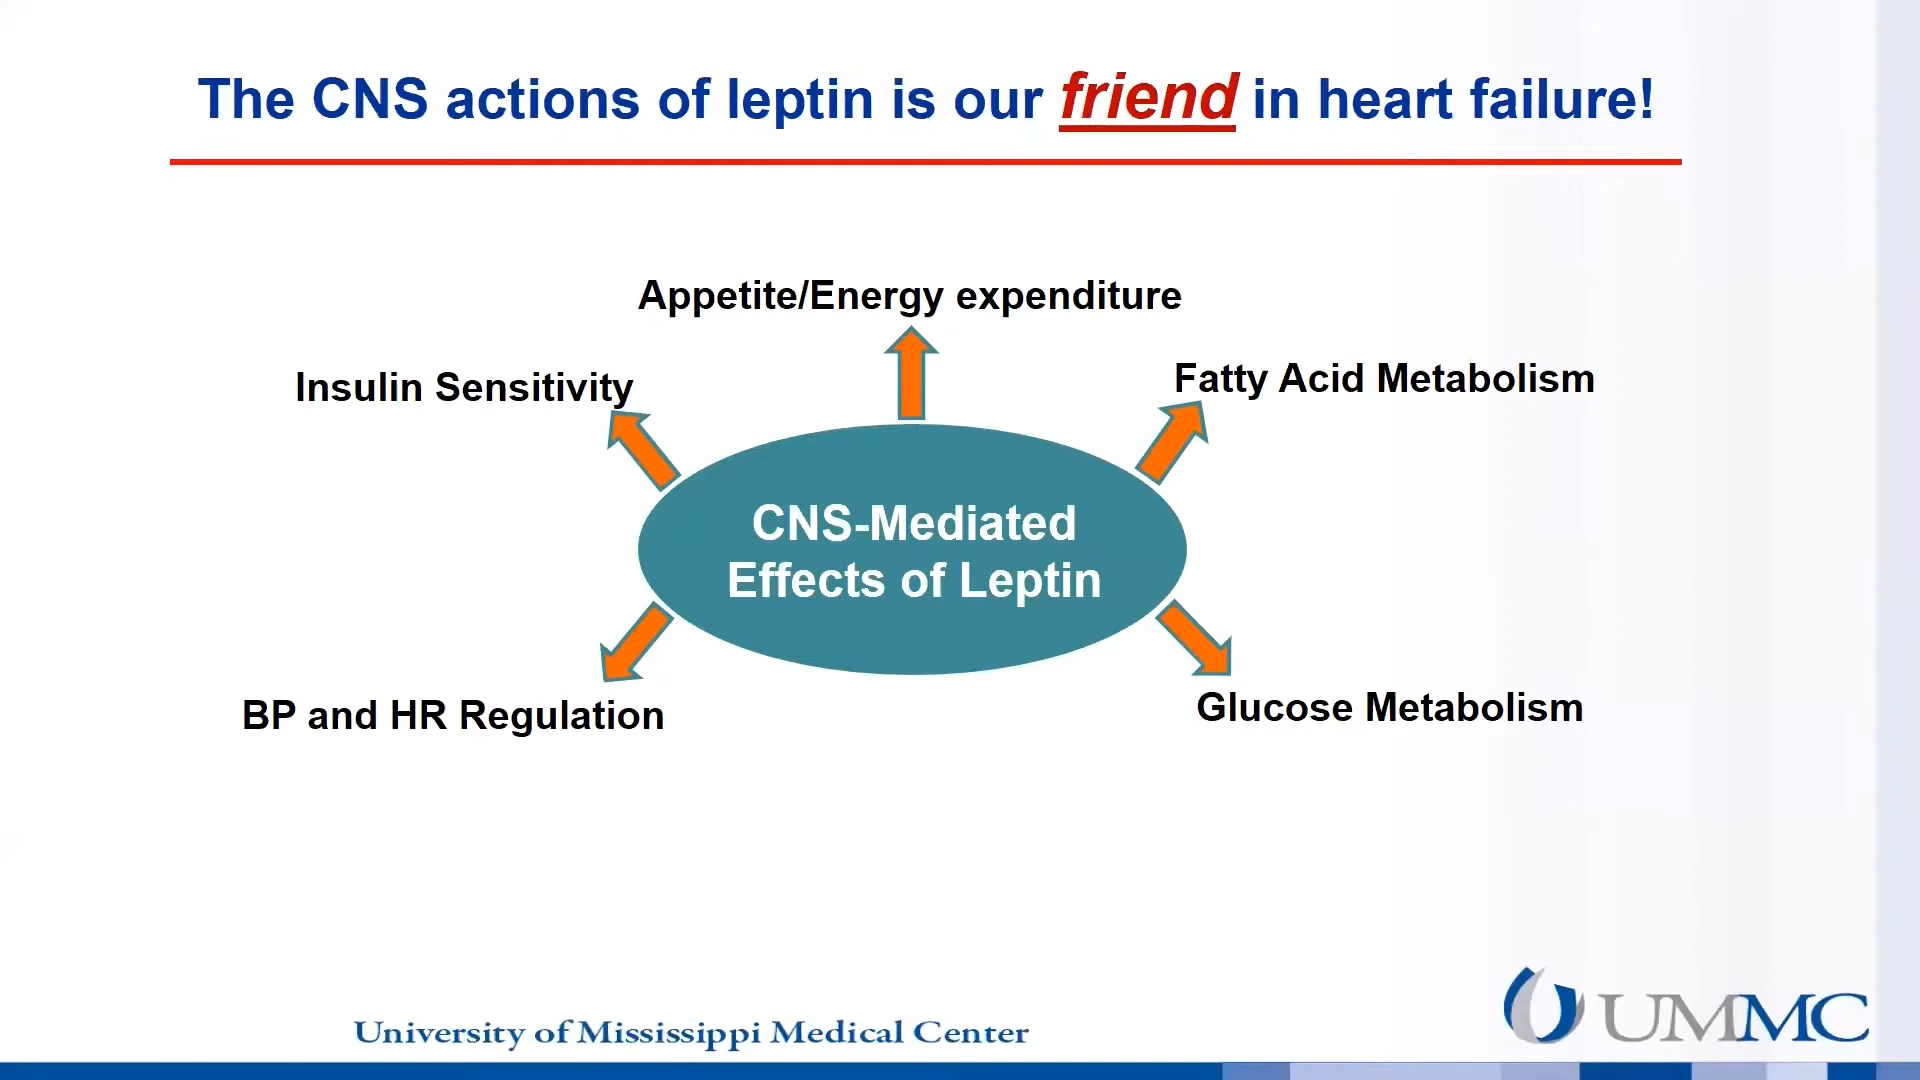 The CNS actions of leptin is our friend in heart failure!
Appetite/Energy expenditure
Insulin Sensitivity
Fatty Acid Metabolism
CNS-Mediated
Effects of Leptin
BP and HR Regulation
Glucose Metabolism
University of Mississippi Medical Center
UMMC